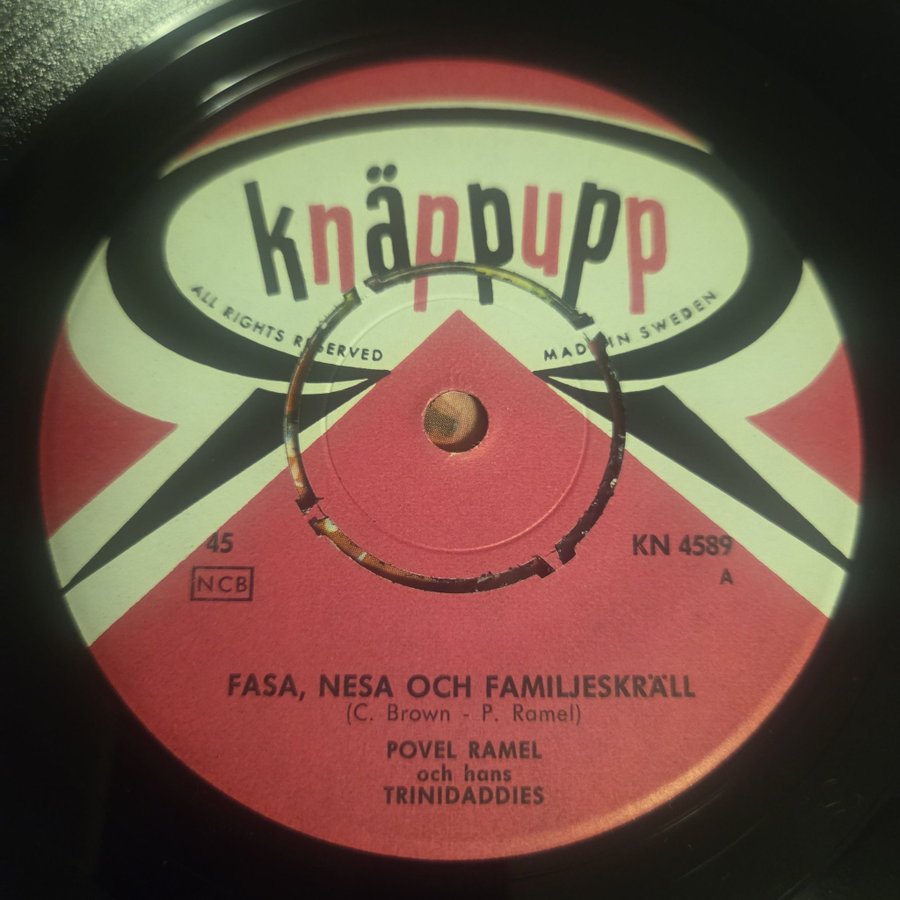 knäppupp
ALL RIGHTS RESERVED
MADE IN SWEDEN
45
KN 4589
NCB
A
FASA, NESA OCH FAMILJESKRÄLL
(C. Brown - P. Ramel)
POVEL RAMEL
och hans
TRINIDADDIES